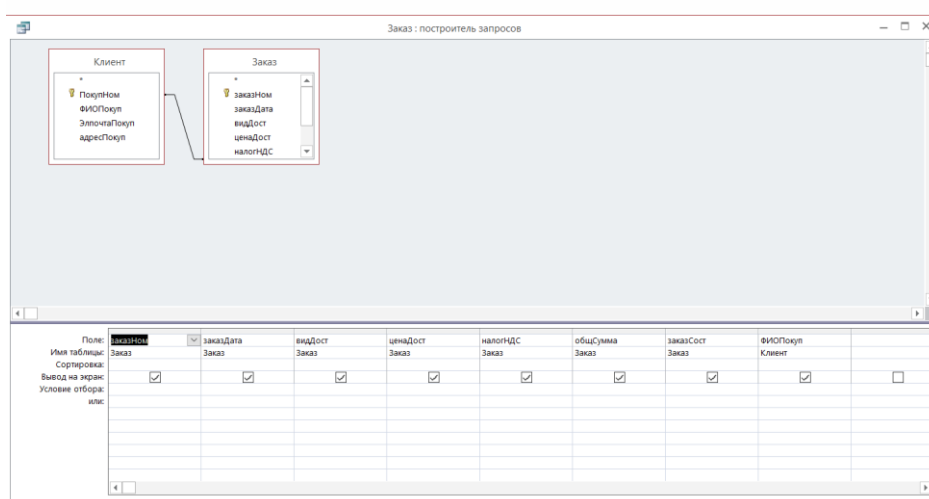 Заказ : построитель запросов
Клиент
*
ПокупНом
ФИОПокуп
ЭлпочтаПокуп
адресПокуп
Заказ
*
заказНом
заказДата
видДост
ценаДост
налогНДС
Поле: заказНом заказДата видДост ценаДост налогНДС общСумма заказСост ФИОПокуп
Имя таблицы: Заказ Заказ Заказ Заказ Заказ Заказ Заказ Клиент
Сортировка:
Вывод на экран:
Условие отбора:
или: